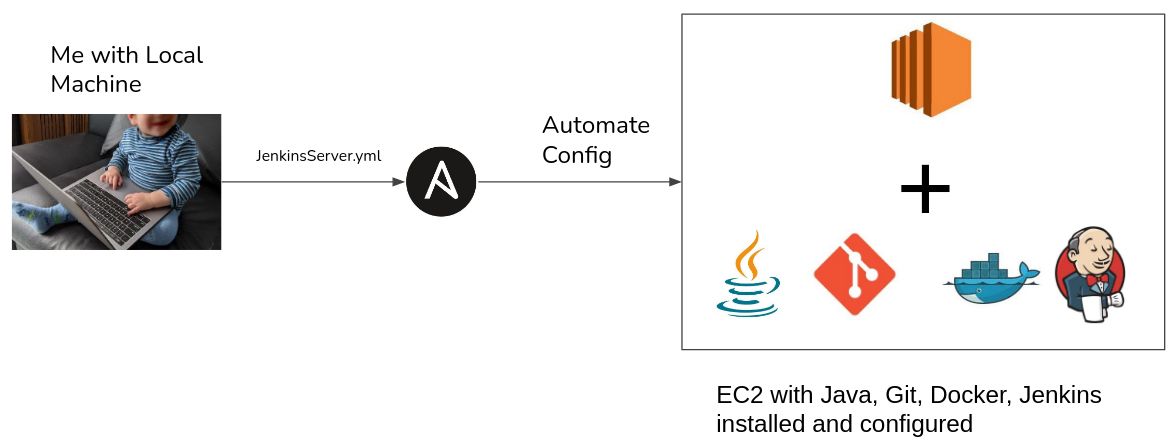 Me with Local
Machine
JenkinsServer.yml
Automate
Config
EC2 with Java, Git, Docker, Jenkins
installed and configured